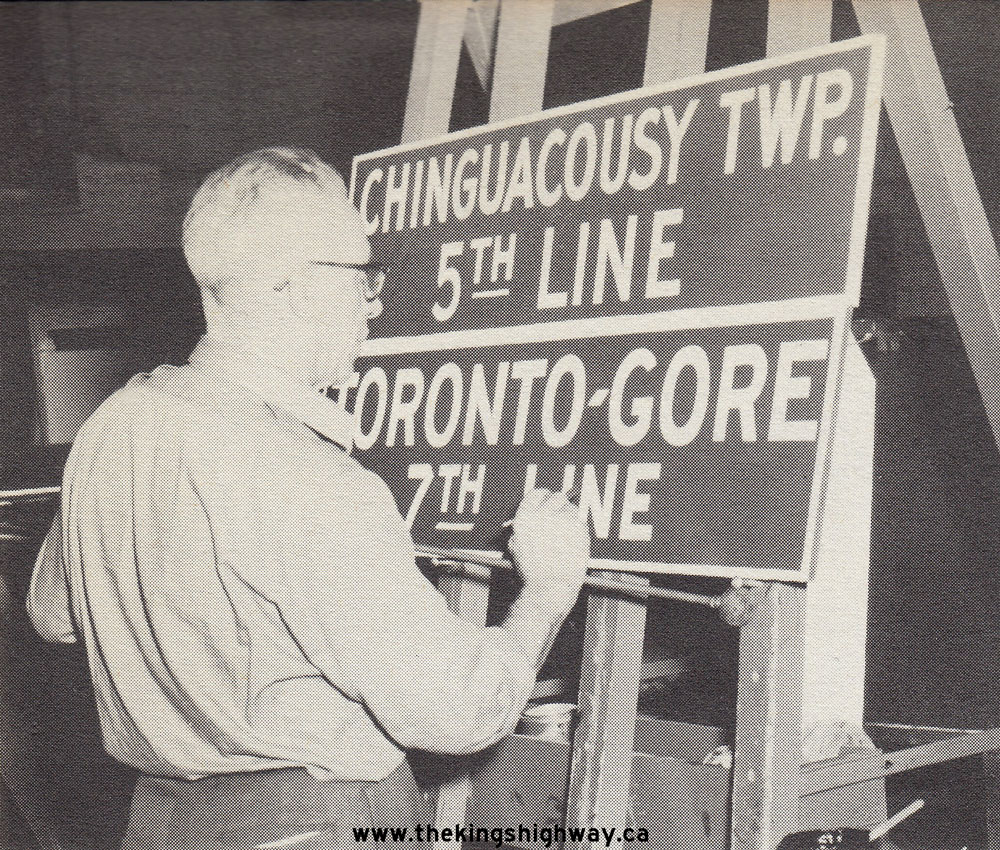 CHINGUACOUSY TWP.
5TH LINE
TORONTO-GORE
7TH LINE
www.thekingshighway.ca